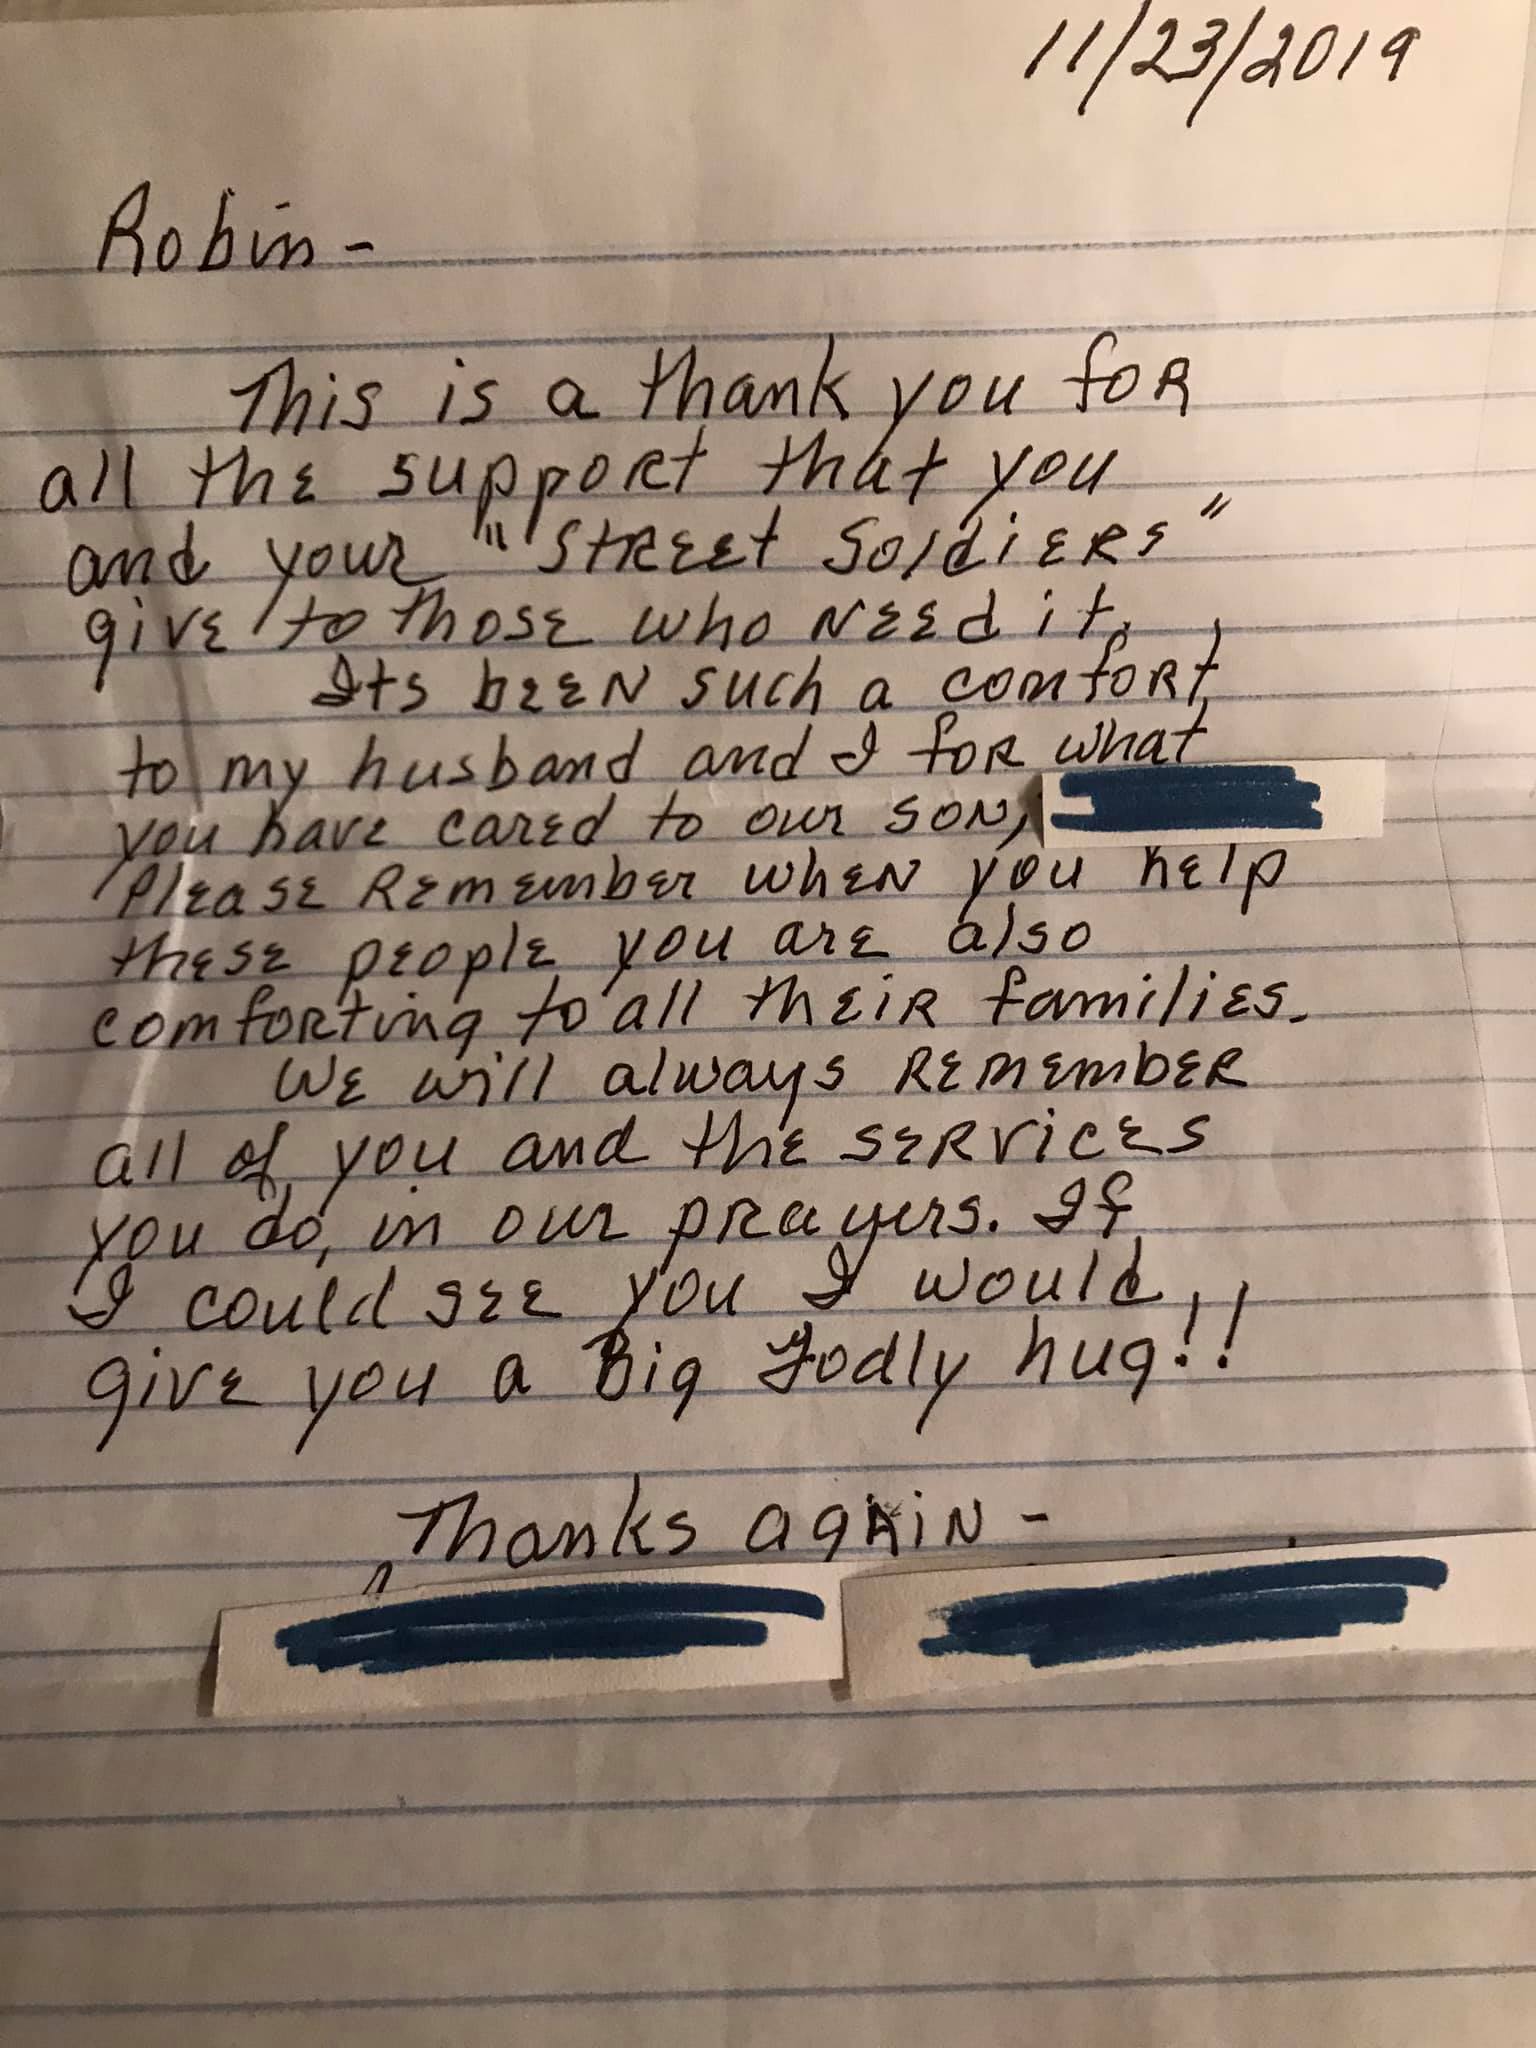 11/23/2019
Robin -
This is a thank you for
all the support that you
and your "Street Soldiers"
give to those who need it.
Its been such a comfort
to my husband and I for what
you have cared to our son,
Please Remember when you help
these people you are also
comforting to all their families.
We will always remember
all of you and the services
you do, in our prayers. If
I could see you I would
give you a Big Godly hug!!
Thanks again -